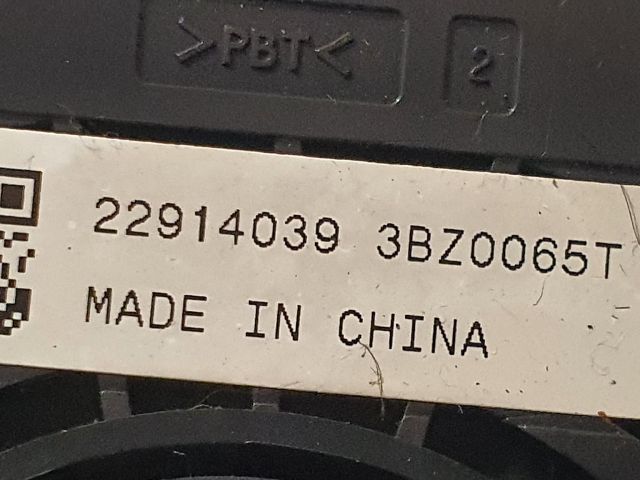 >PBT<
2
22914039 3BZ0065T
MADE IN CHINA